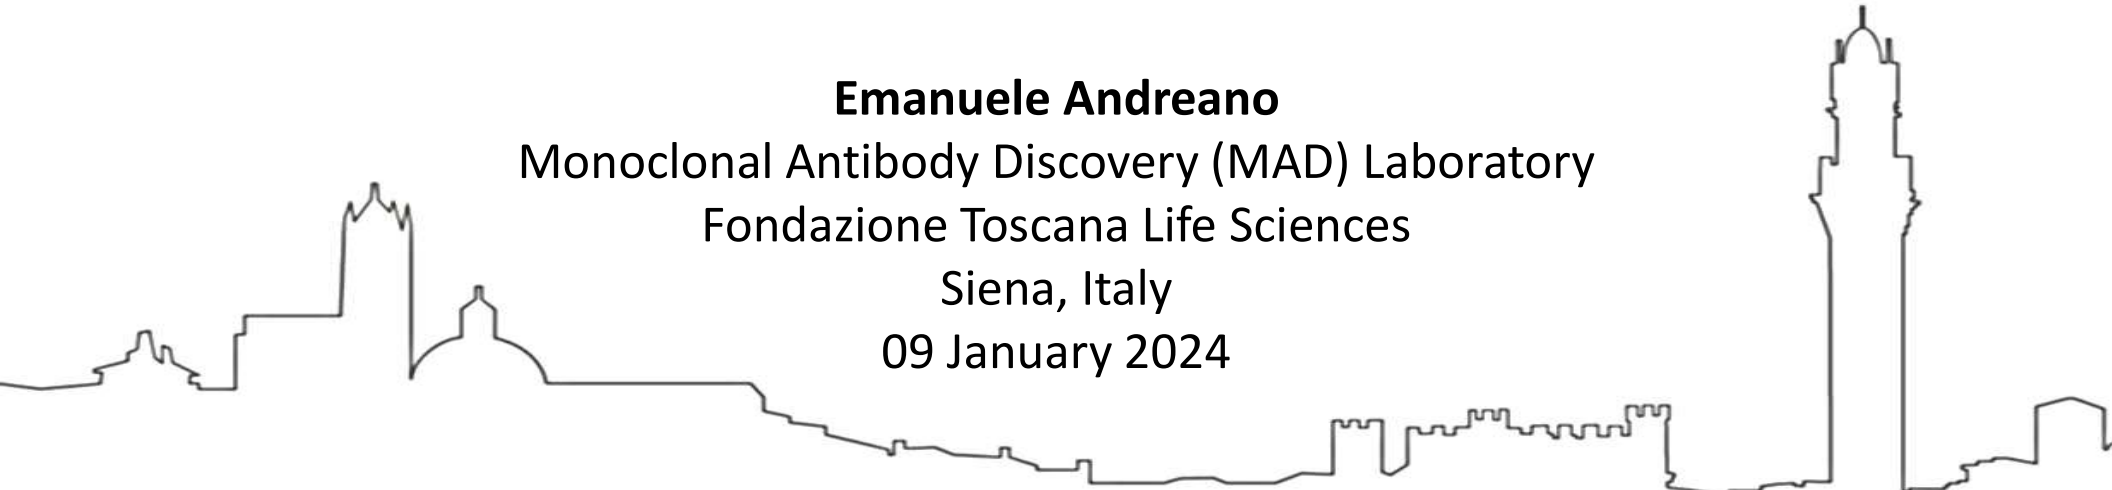 Emanuele Andreano
Monoclonal Antibody Discovery (MAD) Laboratory
Fondazione Toscana Life Sciences
Siena, Italy
09 January 2024